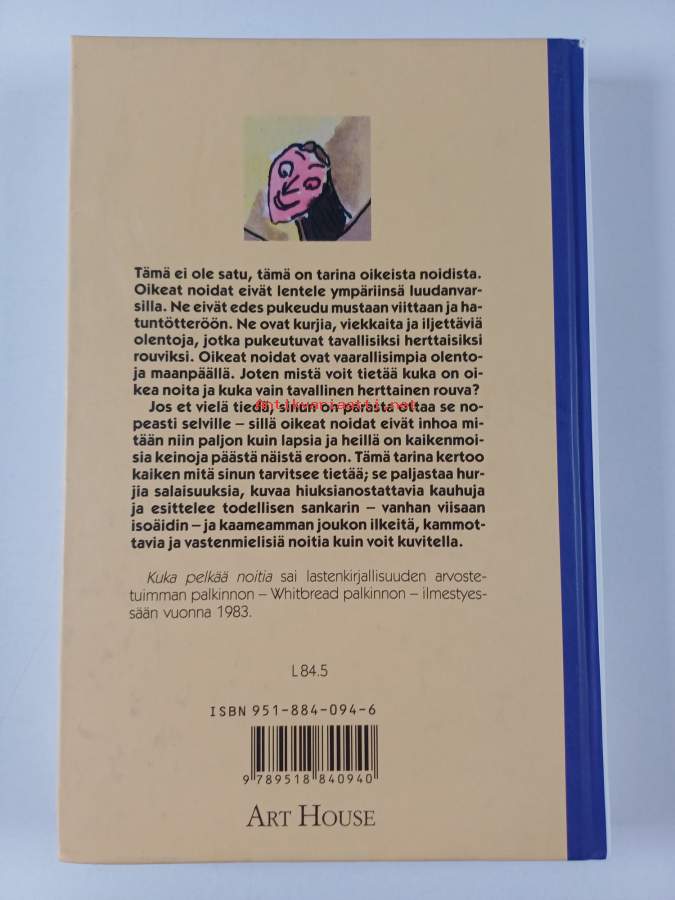 Tämä ei ole satu, tämä on tarina oikeista noidista.
Oikeat noidat eivät lentele ympäriinsä luudanvar-
silla. Ne eivät edes pukeudu mustaan viittaan ja ha-
tuntötteröön. Ne ovat kurjia, viekkaita ja iljettäviä
olentoja, jotka pukeutuvat tavallisiksi herttaisiksi
rouviksi. Oikeat noidat ovat vaarallisimpia olento-
ja maanpäällä. Joten mistä voit tietää kuka on oi-
kea noita ja kuka vain tavallinen herttainen rouva?
antikvariaatti.net
Jos et vielä tiedä, sinun on parasta ottaa se no-
peasti selville – sillä oikeat noidat eivät inhoa mi-
tään niin paljon kuin lapsia ja heillä on kaikenmoi-
sia keinoja päästä näistä eroon. Tämä tarina kertoo
kaiken mitä sinun tarvitsee tietää; se paljastaa hur-
jia salaisuuksia, kuvaa hiuksianostattavia kauhuja
ja esittelee todellisen sankarin – vanhan viisaan
isoäidin – ja kaameamman joukon ilkeitä, kammot-
tavia ja vastenmielisiä noitia kuin voit kuvitella.
Kuka pelkää noitia sai lastenkirjallisuuden arvoste-
tuimman palkinnon – Whitbread palkinnon – ilmestyes-
sään vuonna 1983.
L 84.5
ISBN 951-884-094-6
9 789518 840940
ART HOUSE